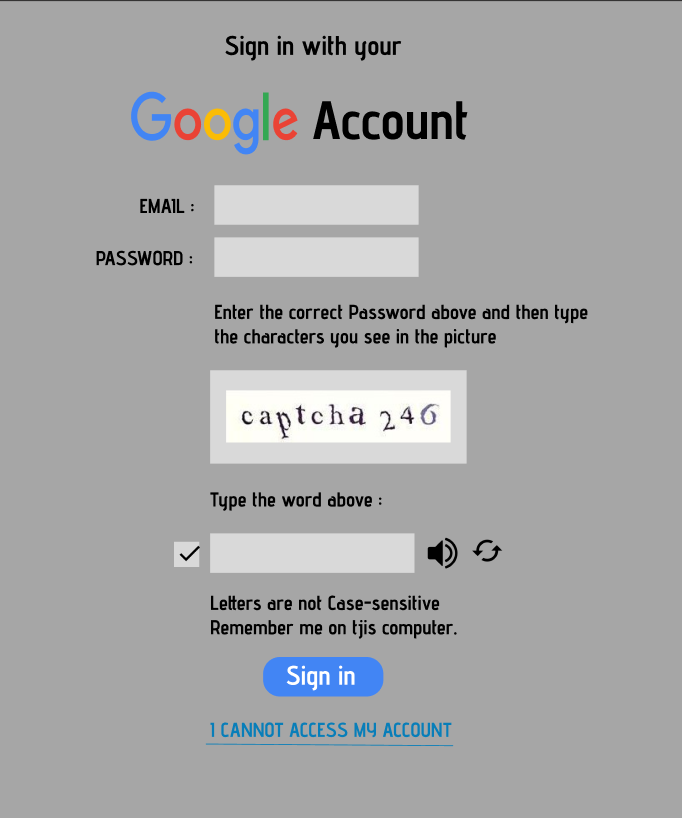 Sign in with your
Google Account
EMAIL :
PASSWORD :
Enter the correct Password above and then type
the characters you see in the picture
captcha 246
Type the word above :
Letters are not Case-sensitive
Remember me on tjis computer.
Sign in
I CANNOT ACCESS MY ACCOUNT